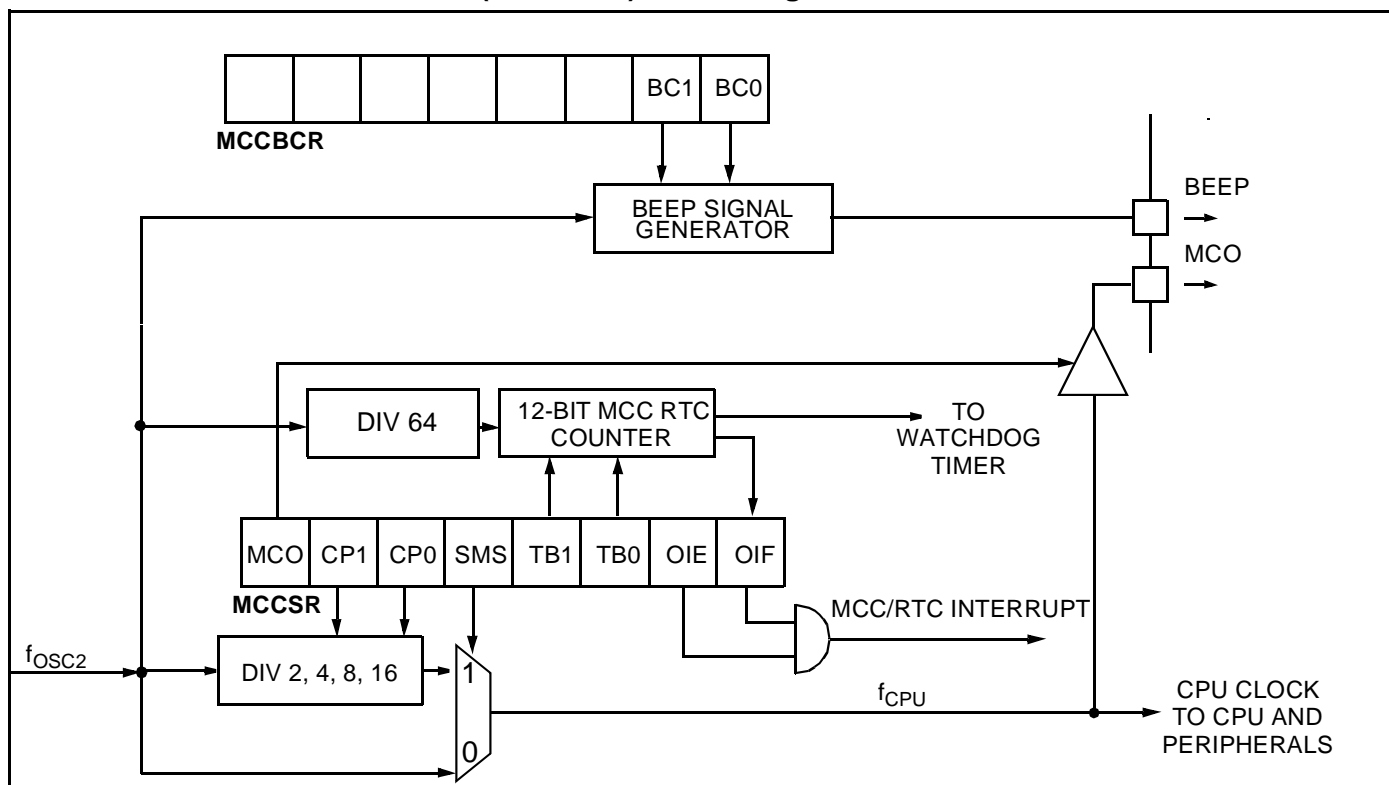 BC1 BC0
MCCBCR
BEEP SIGNAL
GENERATOR
BEEP
MCO
DIV 64
12-BIT MCC RTC
COUNTER
TO
WATCHDOG
TIMER
MCO CP1 CP0 SMS TB1 TB0 OIE OIF
MCCSR
MCC/RTC INTERRUPT
fOSC2
DIV 2, 4, 8, 16
1
0
fCPU
CPU CLOCK
TO CPU AND
PERIPHERALS